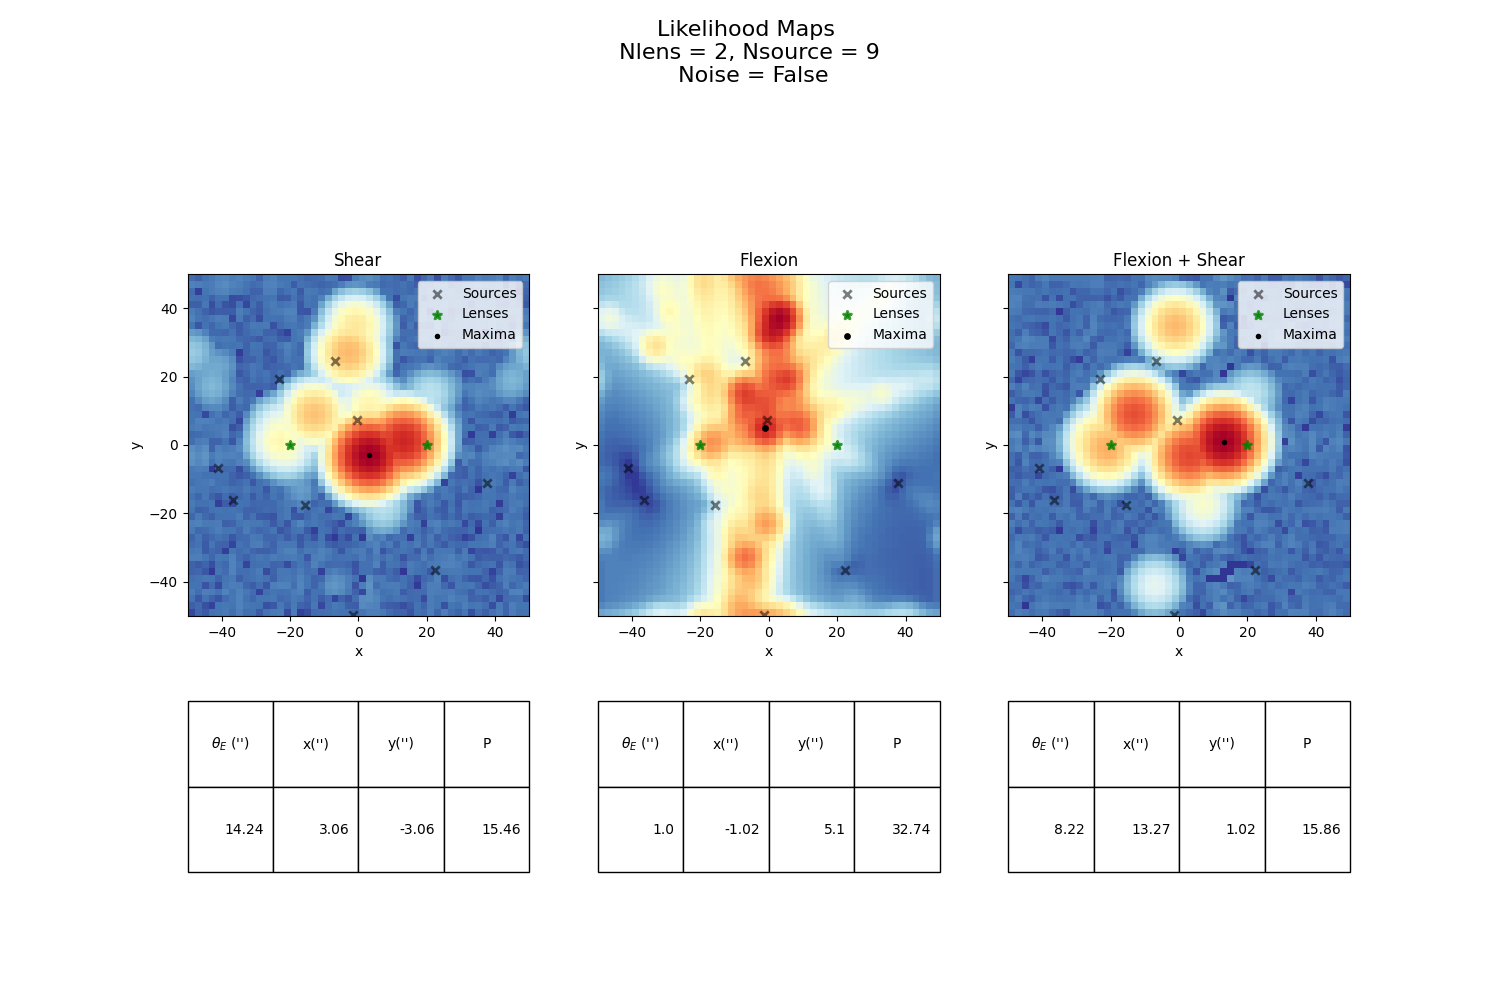 Likelihood Maps
Nlens = 2, Nsource = 9
Noise = False
Shear
Sources
Lenses
Maxima
40
20
0
−20
−40
y
−40 −20 0 20 40
x
Flexion
Sources
Lenses
Maxima
y
−40 −20 0 20 40
x
Flexion + Shear
Sources
Lenses
Maxima
y
−40 −20 0 20 40
x
θE ('') x('') y('') P
14.24 3.06 -3.06 15.46
θE ('') x('') y('') P
1.0 -1.02 5.1 32.74
θE ('') x('') y('') P
8.22 13.27 1.02 15.86